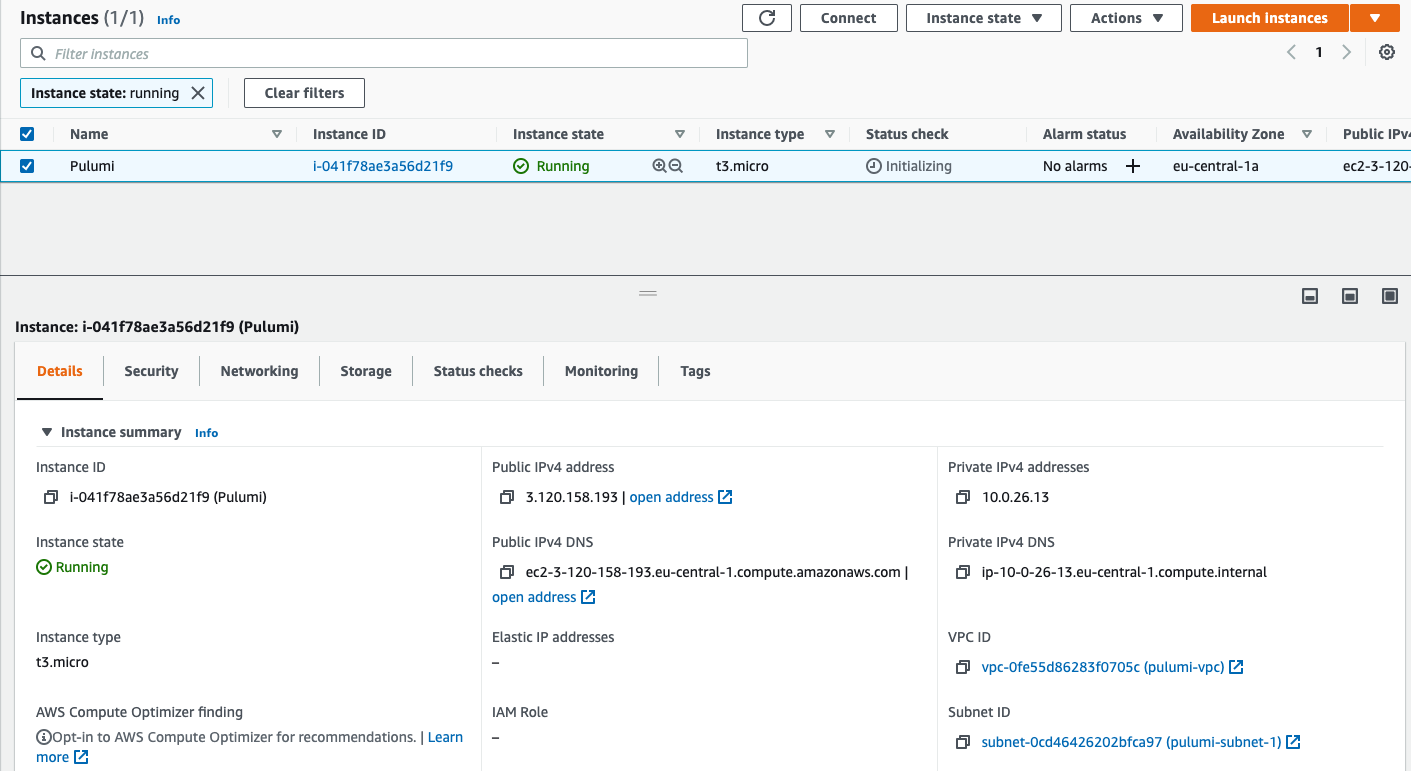 Instances (1/1) Info
Connect
Instance state
Actions
Launch instances
Filter instances
1
Instance state: running
Clear filters
Name Instance ID Instance state Instance type Status check Alarm status Availability Zone Public IPv4
Pulumi i-041f78ae3a56d21f9 Running t3.micro Initializing No alarms eu-central-1a ec2-3-120-
Instance: i-041f78ae3a56d21f9 (Pulumi)
Details Security Networking Storage Status checks Monitoring Tags
Instance summary Info
Instance ID
i-041f78ae3a56d21f9 (Pulumi)
Public IPv4 address
3.120.158.193 | open address
Private IPv4 addresses
10.0.26.13
Instance state
Running
Public IPv4 DNS
ec2-3-120-158-193.eu-central-1.compute.amazonaws.com |
open address
Private IPv4 DNS
ip-10-0-26-13.eu-central-1.compute.internal
Instance type
t3.micro
Elastic IP addresses
–
VPC ID
vpc-0fe55d86283f0705c (pulumi-vpc)
AWS Compute Optimizer finding
Opt-in to AWS Compute Optimizer for recommendations. | Learn
more
IAM Role
–
Subnet ID
subnet-0cd46426202bfca97 (pulumi-subnet-1)